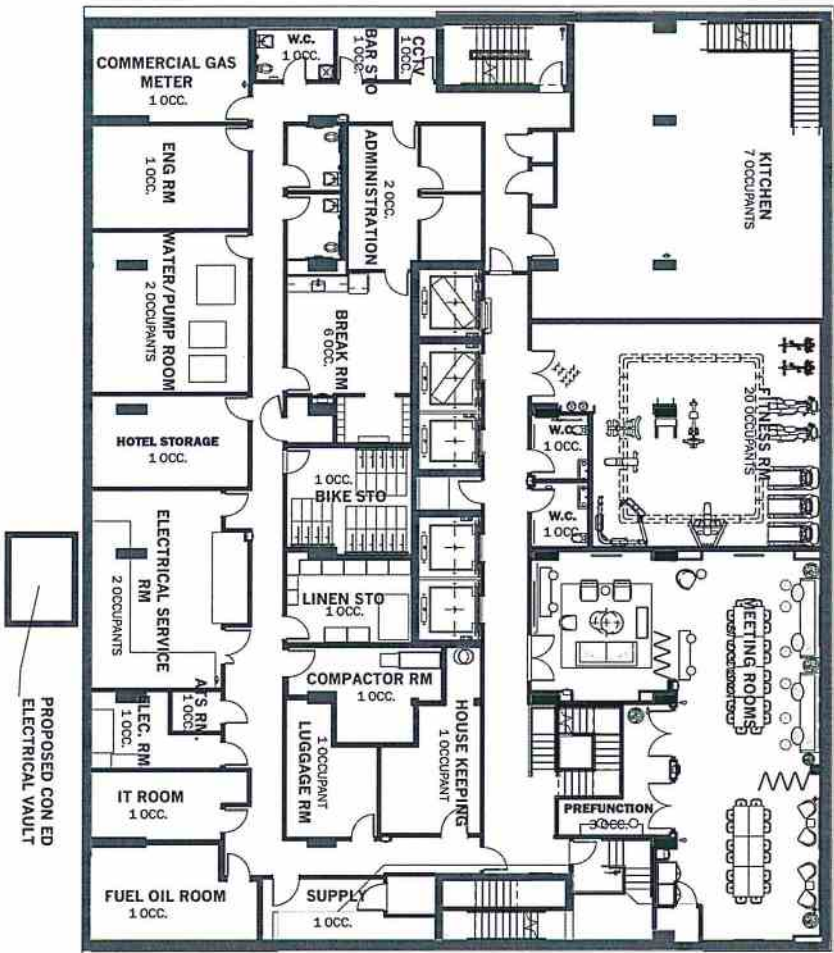 COMMERCIAL GAS
METER
1 OCC.
W.C.
1 OCC.
BAR STO
1 OCC.
CCTV
1 OCC.
KITCHEN
7 OCCUPANTS
ENG RM
1 OCC.
ADMINISTRATION
2 OCC.
WATER/PUMP ROOM
2 OCCUPANTS
BREAK RM
6 OCC.
FITNESS RM
20 OCCUPANTS
HOTEL STORAGE
1 OCC.
W.C.
1 OCC.
1 OCC.
BIKE STO
W.C.
1 OCC.
ELECTRICAL SERVICE
RM
2 OCCUPANTS
LINEN STO
1 OCC.
MEETING ROOMS
COMPACTOR RM
1 OCC.
ATS RM.
1 OCC.
ELEC. RM
1 OCC.
HOUSE KEEPING
1 OCCUPANT
LUGGAGE RM
1 OCCUPANT
PREFUNCTION
3 OCC.
IT ROOM
1 OCC.
FUEL OIL ROOM
1 OCC.
SUPPLY
1 OCC.
PROPOSED CON ED
ELECTRICAL VAULT